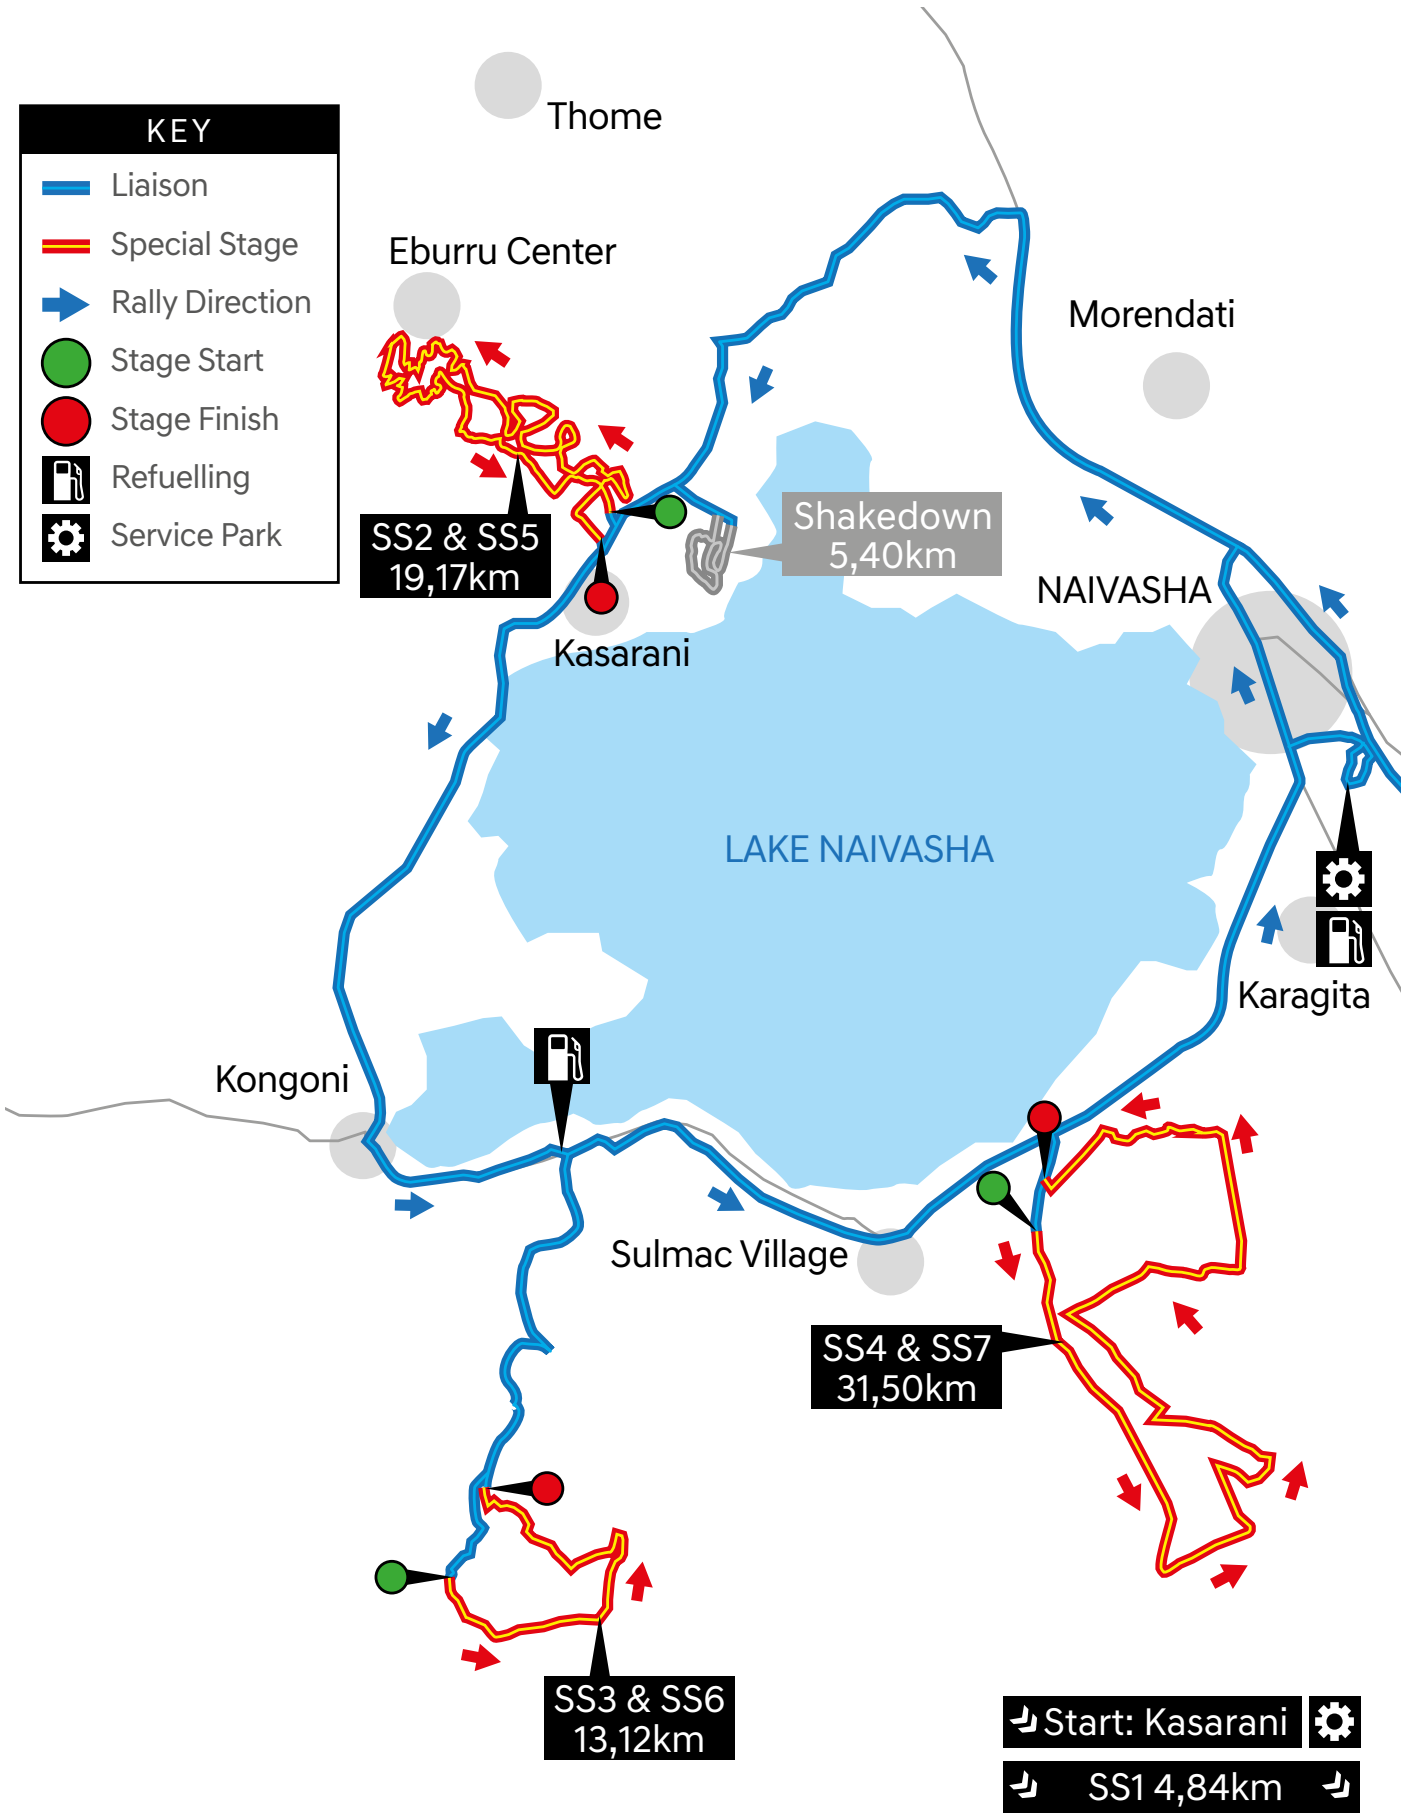 Thome
KEY
Liaison
Special Stage
Rally Direction
Stage Start
Stage Finish
Refuelling
Service Park
Eburru Center
Morendati
SS2 & SS5
19,17km
Shakedown
5,40km
NAIVASHA
Kasarani
LAKE NAIVASHA
Karagita
Kongoni
Sulmac Village
SS4 & SS7
31,50km
SS3 & SS6
13,12km
Start: Kasarani
SS1 4,84km